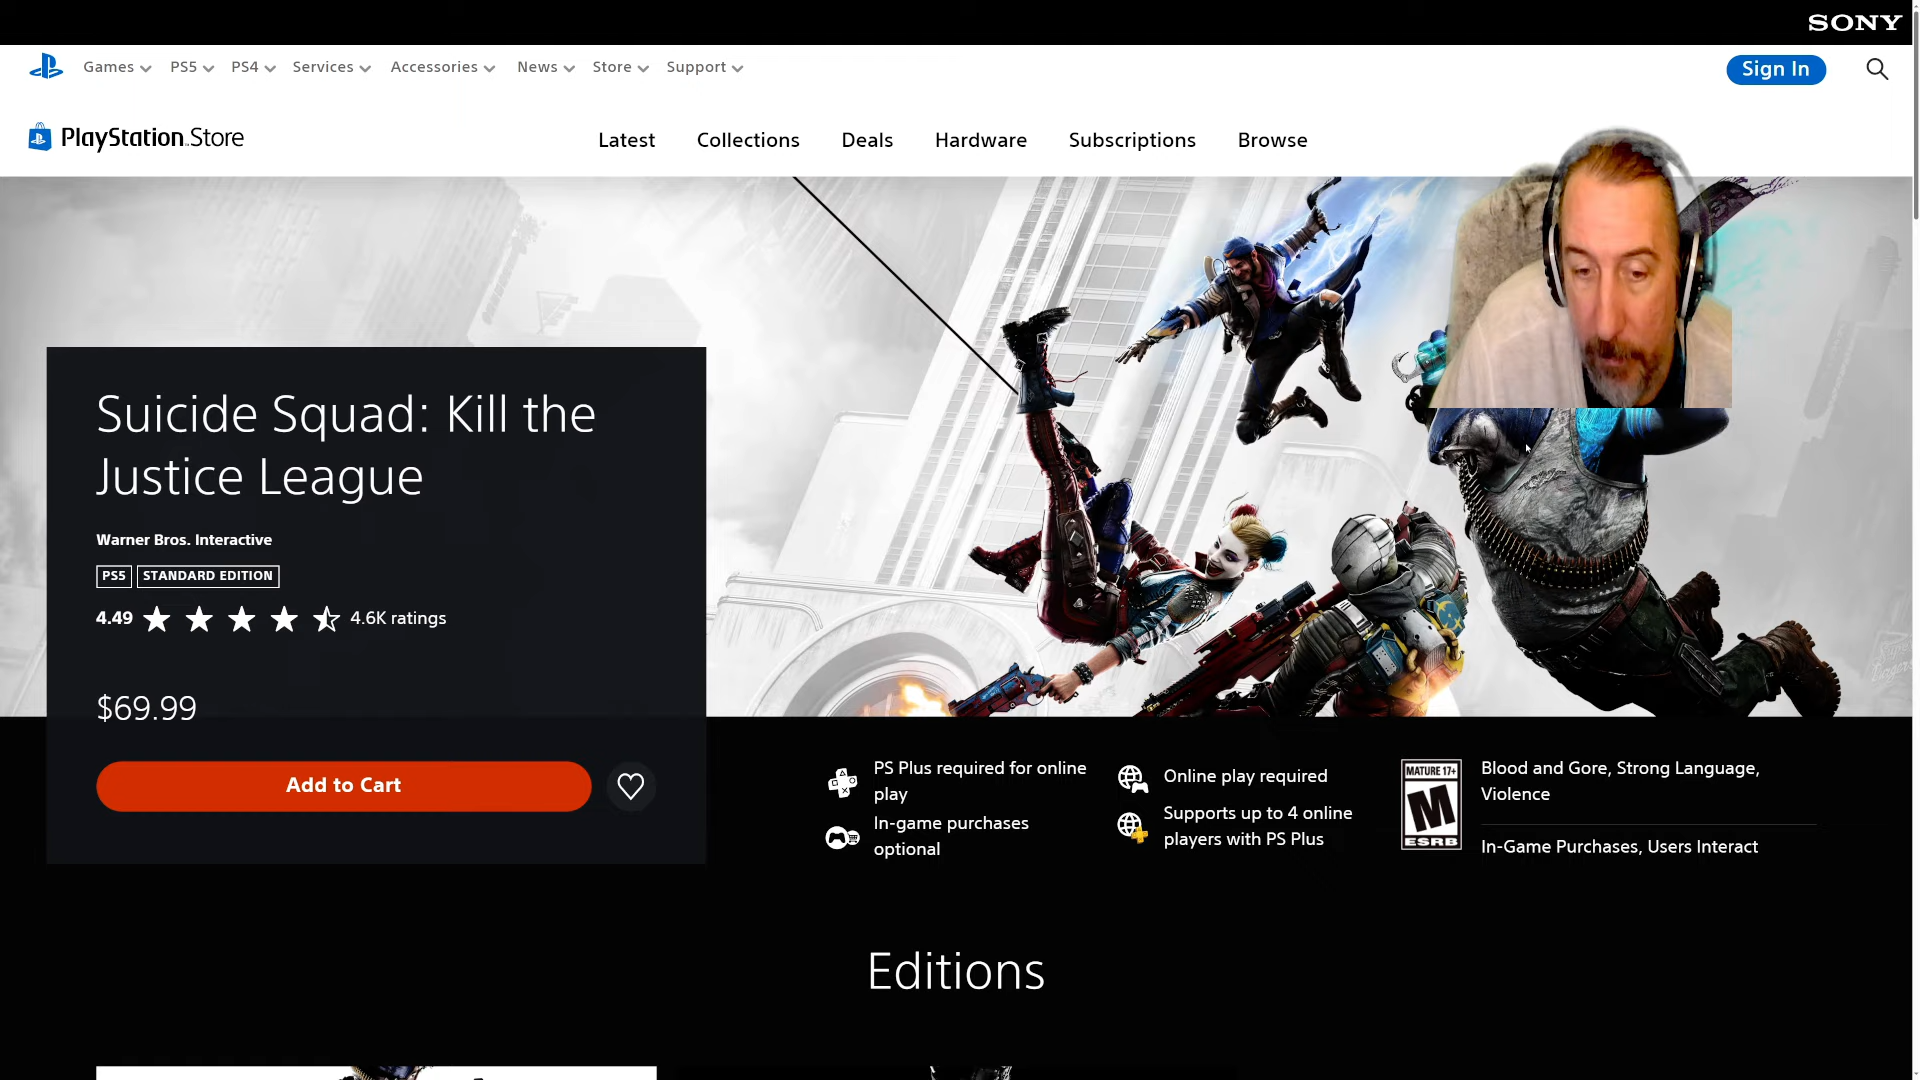 SONY
Games PS5 PS4 Services Accessories News Store Support
Sign In
PlayStation Store
Latest Collections Deals Hardware Subscriptions Browse
Suicide Squad: Kill the
Justice League
Warner Bros. Interactive
PS5 STANDARD EDITION
4.49 4.6K ratings
$69.99
Add to Cart
PS Plus required for online
play
In-game purchases
optional
Online play required
Supports up to 4 online
players with PS Plus
MATURE 17+
M
ESRB
Blood and Gore, Strong Language,
Violence
In-Game Purchases, Users Interact
Editions